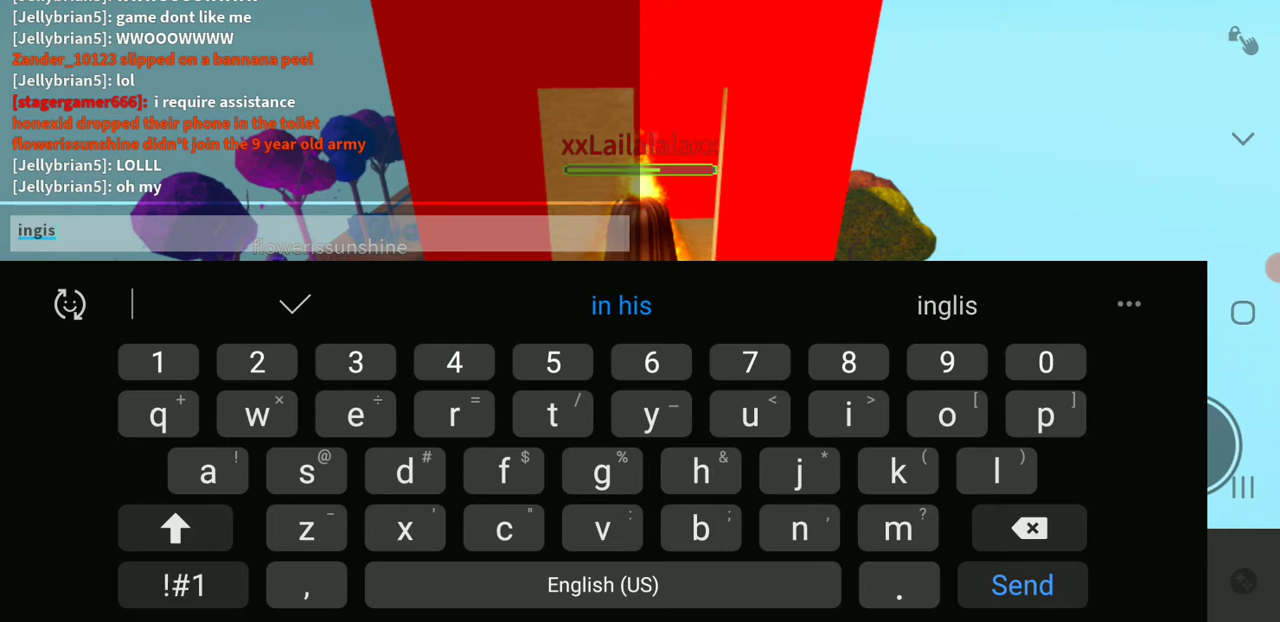 [Jellybrian5]: game dont like me
[Jellybrian5]: WWOOOWWWW
Zander_10123 slipped on a bannana peel
[Jellybrian5]: lol
[stagergamer666]: i require assistance
honexid dropped their phone in the toilet
flowerissunshine didn't join the 9 year old army
[Jellybrian5]: LOLLL
[Jellybrian5]: oh my
xxLailalalaxx
ingis
flowerissunshine
in his inglis
1 2 3 4 5 6 7 8 9 0
q + w × e ÷ r = t / y _ u < i > o [ p ]
a ! s @ d # f $ g % h & j * k ( l )
z - x ' c " v : b ; n , m ?
!#1 , English (US) . Send